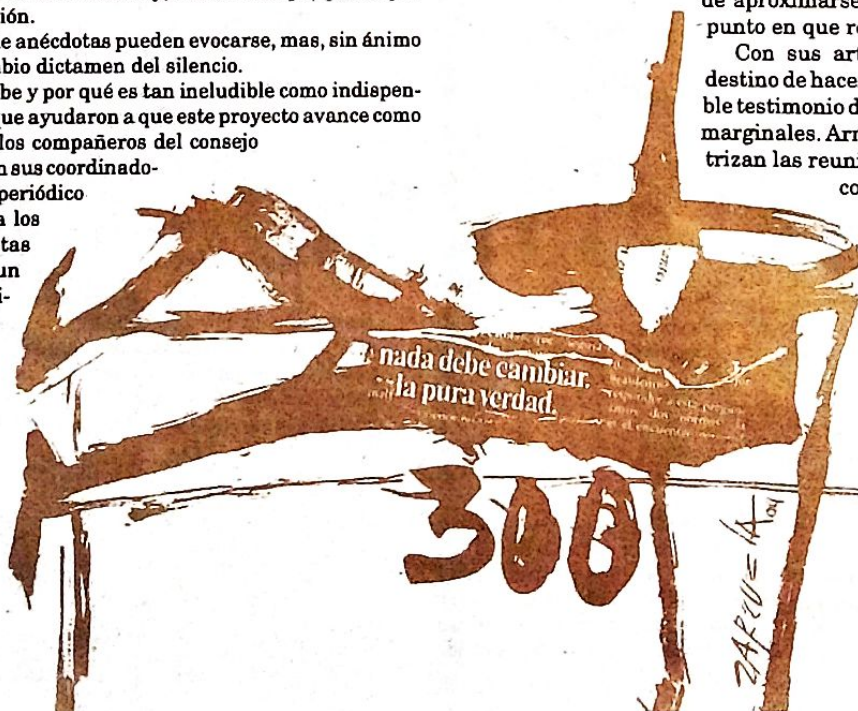 ión.
e anécdotas pueden evocarse, mas, sin ánimo
bio dictamen del silencio.
be y por qué es tan ineludible como indispen-
ue ayudaron a que este proyecto avance como
los compañeros del consejo
n sus coordinado-
periódico
a los
tas
un
i-
de aproximarse
punto en que re
Con sus art
destino de hace
ble testimonio d
marginales. Arr
trizan las reuni
co
nada debe cambiar.
la pura verdad.
300
ZARZUELA